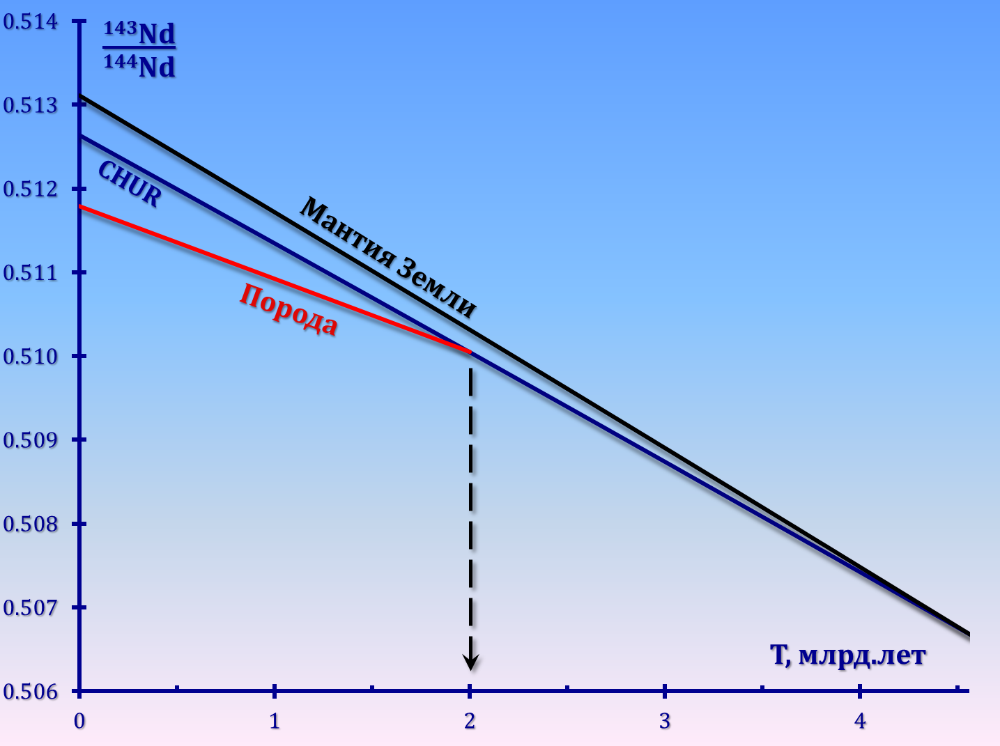 0.514
¹⁴³Nd
¹⁴⁴Nd
0.513
0.512
CHUR
Мантия Земли
0.511
Порода
0.510
0.509
0.508
0.507
T, млрд.лет
0.506
0 1 2 3 4